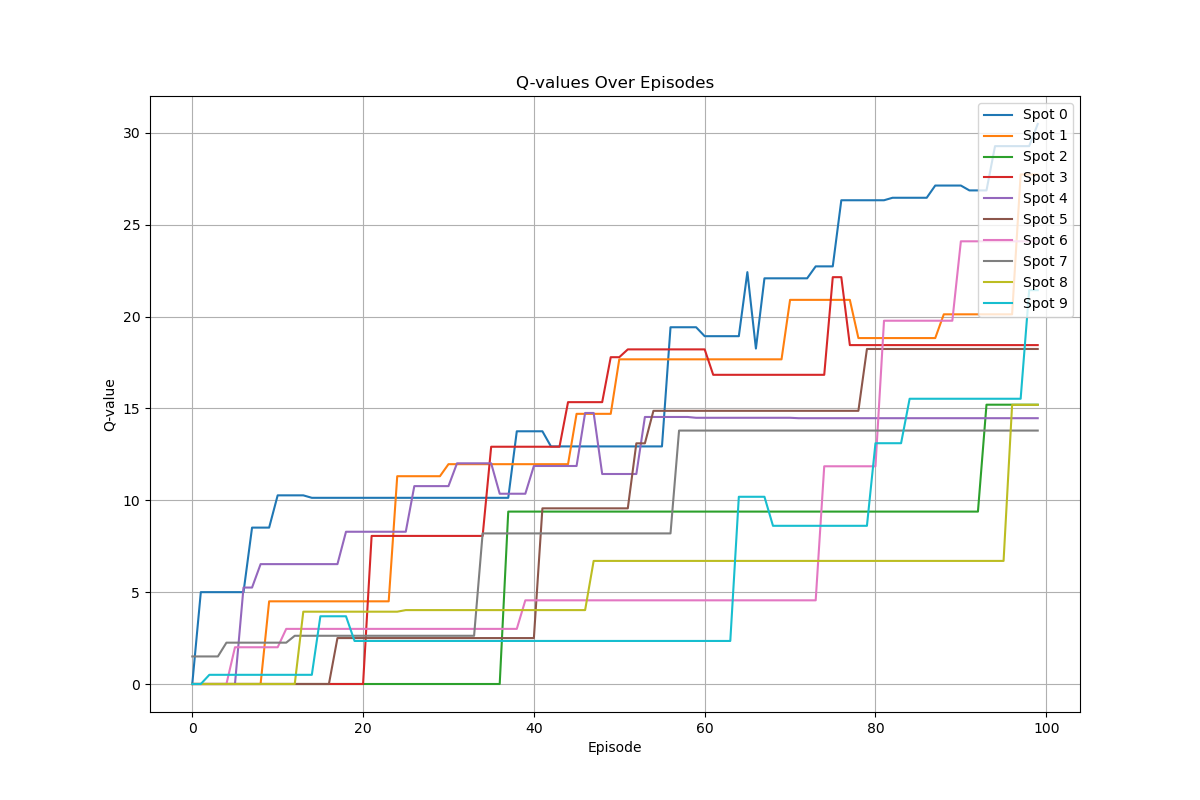 Q-values Over Episodes
Q-value
30
25
20
15
10
5
0
0 20 40 60 80 100
Episode
Spot 0
Spot 1
Spot 2
Spot 3
Spot 4
Spot 5
Spot 6
Spot 7
Spot 8
Spot 9